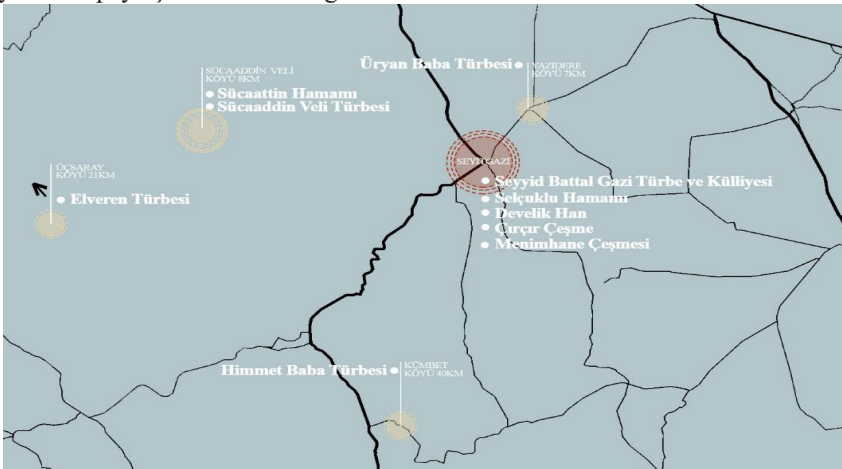 SÜCAADDİN VELİ
KÖYÜ 8KM
Sücaattin Hamamı
Sücaaddin Veli Türbesi
Üryan Baba Türbesi
YAZIDERE
KÖYÜ 7KM
ÜÇSARAY
KÖYÜ 21KM
Elveren Türbesi
SEYİTGAZİ
Seyyid Battal Gazi Türbe ve Külliyesi
Selçuklu Hamamı
Develik Han
Çırçır Çeşme
Menimhane Çeşmesi
Himmet Baba Türbesi
KÜMBET
KÖYÜ 40KM